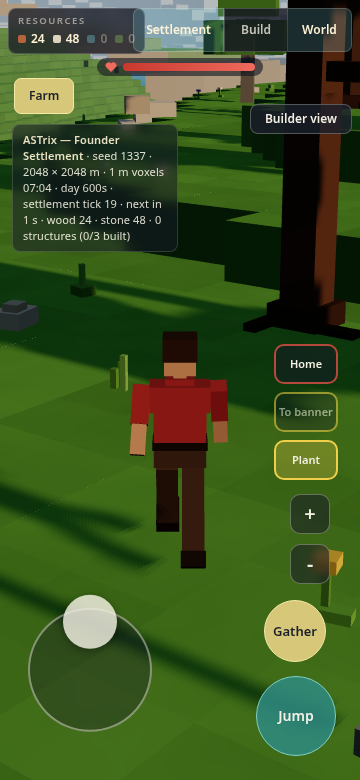 RESOURCES
24 48 0 0
Settlement
Build
World
Farm
Builder view
ASTrix — Founder
Settlement · seed 1337 ·
2048 × 2048 m · 1 m voxels
07:04 · day 600s ·
settlement tick 19 · next in
1 s · wood 24 · stone 48 · 0
structures (0/3 built)
Home
To banner
Plant
+
-
Gather
Jump